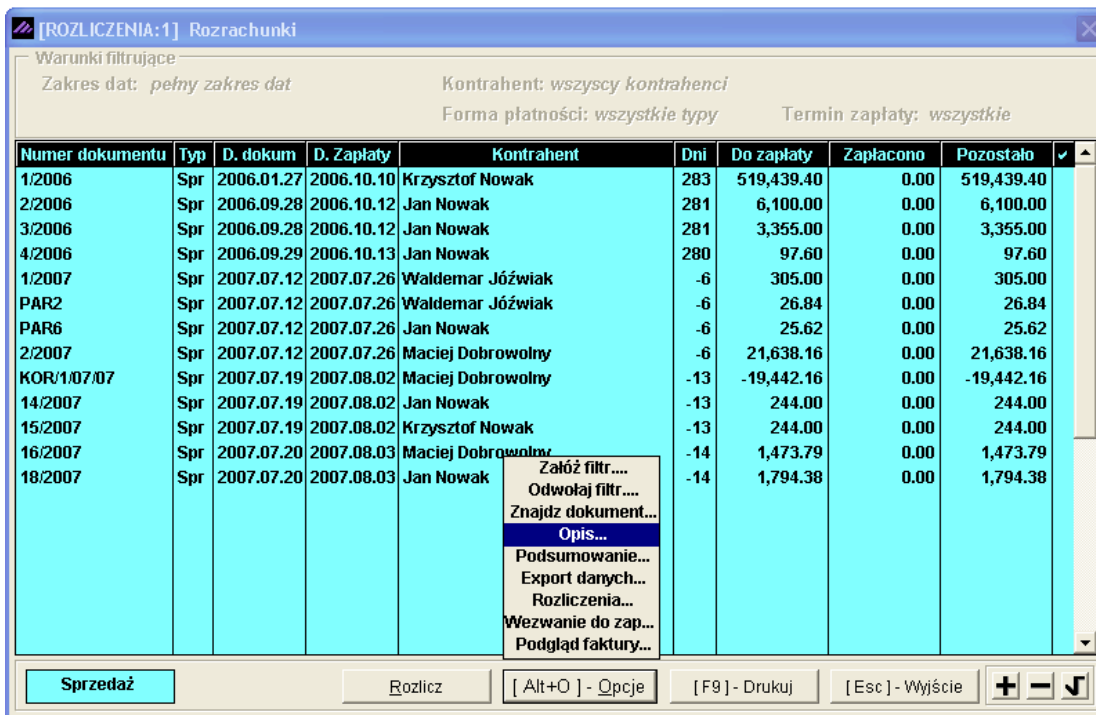 [ROZLICZENIA:1] Rozrachunki
Warunki filtrujące
Zakres dat: pełny zakres dat Kontrahent: wszyscy kontrahenci
Forma płatności: wszystkie typy Termin zapłaty: wszystkie
Numer dokumentu Typ D. dokum D. Zapłaty Kontrahent Dni Do zapłaty Zapłacono Pozostało ✔
1/2006 Spr 2006.01.27 2006.10.10 Krzysztof Nowak 283 519,439.40 0.00 519,439.40
2/2006 Spr 2006.09.28 2006.10.12 Jan Nowak 281 6,100.00 0.00 6,100.00
3/2006 Spr 2006.09.28 2006.10.12 Jan Nowak 281 3,355.00 0.00 3,355.00
4/2006 Spr 2006.09.29 2006.10.13 Jan Nowak 280 97.60 0.00 97.60
1/2007 Spr 2007.07.12 2007.07.26 Waldemar Jóźwiak -6 305.00 0.00 305.00
PAR2 Spr 2007.07.12 2007.07.26 Waldemar Jóźwiak -6 26.84 0.00 26.84
PAR6 Spr 2007.07.12 2007.07.26 Jan Nowak -6 25.62 0.00 25.62
2/2007 Spr 2007.07.12 2007.07.26 Maciej Dobrowolny -6 21,638.16 0.00 21,638.16
KOR/1/07/07 Spr 2007.07.19 2007.08.02 Maciej Dobrowolny -13 -19,442.16 0.00 -19,442.16
14/2007 Spr 2007.07.19 2007.08.02 Jan Nowak -13 244.00 0.00 244.00
15/2007 Spr 2007.07.19 2007.08.02 Krzysztof Nowak -13 244.00 0.00 244.00
16/2007 Spr 2007.07.20 2007.08.03 Maciej Dobrowolny -14 1,473.79 0.00 1,473.79
18/2007 Spr 2007.07.20 2007.08.03 Jan Nowak -14 1,794.38 0.00 1,794.38
Załóż filtr....
Odwołaj filtr....
Znajdz dokument...
Opis...
Podsumowanie...
Export danych...
Rozliczenia...
Wezwanie do zap...
Podgląd faktury...
Sprzedaż Rozlicz [ Alt+O ] - Opcje [ F9 ] - Drukuj [ Esc ] - Wyjście + - √